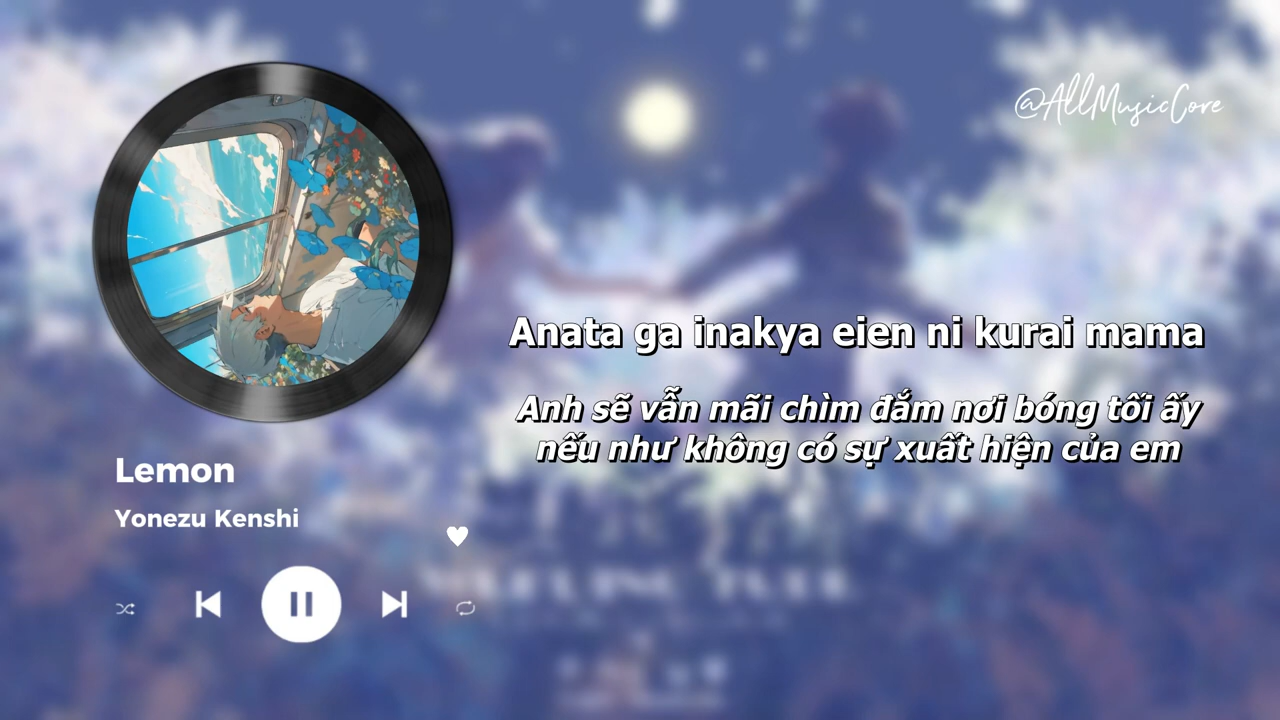 @AllMusicCore
Anata ga inakya eien ni kurai mama
Anh sẽ vẫn mãi chìm đắm nơi bóng tối ấy
nếu như không có sự xuất hiện của em
Lemon
Yonezu Kenshi